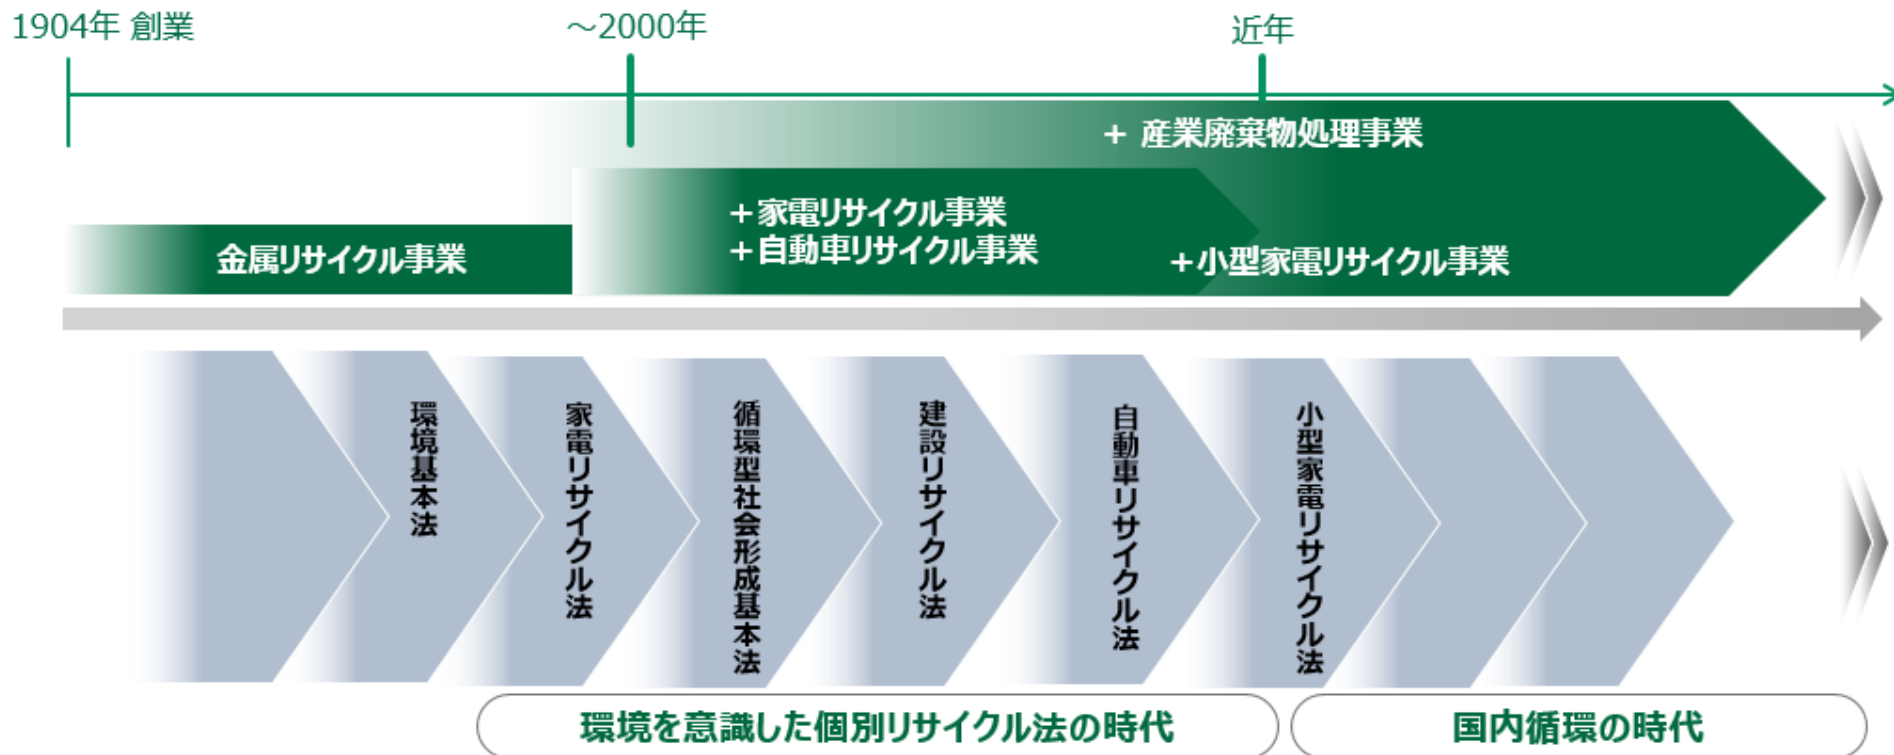 1904年 創業
～2000年
近年
＋ 産業廃棄物処理事業
＋家電リサイクル事業
＋自動車リサイクル事業
金属リサイクル事業
＋小型家電リサイクル事業
環境基本法
家電リサイクル法
循環型社会形成基本法
建設リサイクル法
自動車リサイクル法
小型家電リサイクル法
環境を意識した個別リサイクル法の時代
国内循環の時代